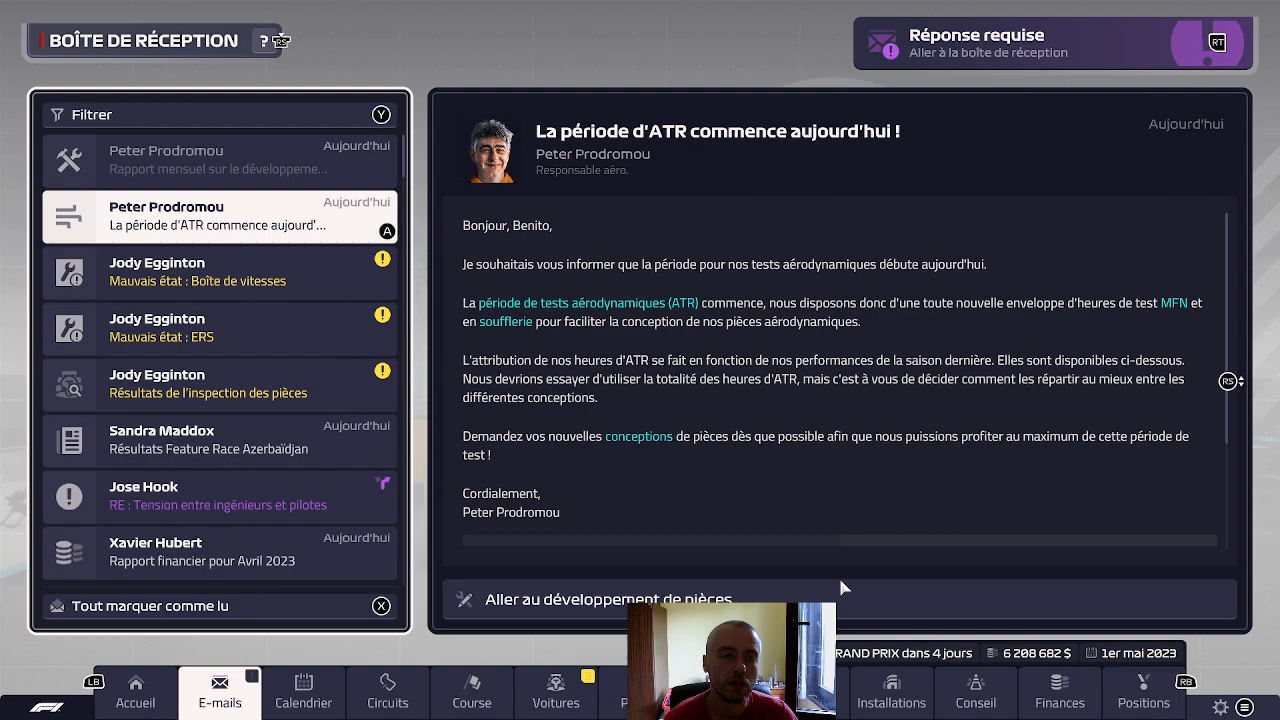 BOÎTE DE RÉCEPTION
?
RS
Réponse requise
Aller à la boîte de réception
RT
Filtrer
Y
Peter Prodromou
Aujourd'hui
Rapport mensuel sur le développeme...
Peter Prodromou
Aujourd'hui
La période d'ATR commence aujourd'...
A
Jody Egginton
Mauvais état : Boîte de vitesses
Jody Egginton
Mauvais état : ERS
Jody Egginton
Résultats de l'inspection des pièces
Sandra Maddox
Aujourd'hui
Résultats Feature Race Azerbaïdjan
Jose Hook
RE : Tension entre ingénieurs et pilotes
Xavier Hubert
Aujourd'hui
Rapport financier pour Avril 2023
Tout marquer comme lu
X
La période d'ATR commence aujourd'hui !
Aujourd'hui
Peter Prodromou
Responsable aéro.
Bonjour, Benito,
Je souhaitais vous informer que la période pour nos tests aérodynamiques débute aujourd'hui.
La période de tests aérodynamiques (ATR) commence, nous disposons donc d'une toute nouvelle enveloppe d'heures de test MFN et
en soufflerie pour faciliter la conception de nos pièces aérodynamiques.
L'attribution de nos heures d'ATR se fait en fonction de nos performances de la saison dernière. Elles sont disponibles ci-dessous.
Nous devrions essayer d'utiliser la totalité des heures d'ATR, mais c'est à vous de décider comment les répartir au mieux entre les
différentes conceptions.
RS
Demandez vos nouvelles conceptions de pièces dès que possible afin que nous puissions profiter au maximum de cette période de
test !
Cordialement,
Peter Prodromou
Aller au développement de pièces
RAND PRIX dans 4 jours
6 208 682 $
1er mai 2023
LB
Accueil
E-mails
Calendrier
Circuits
Course
Voitures
Installations
Conseil
Finances
Positions
RB